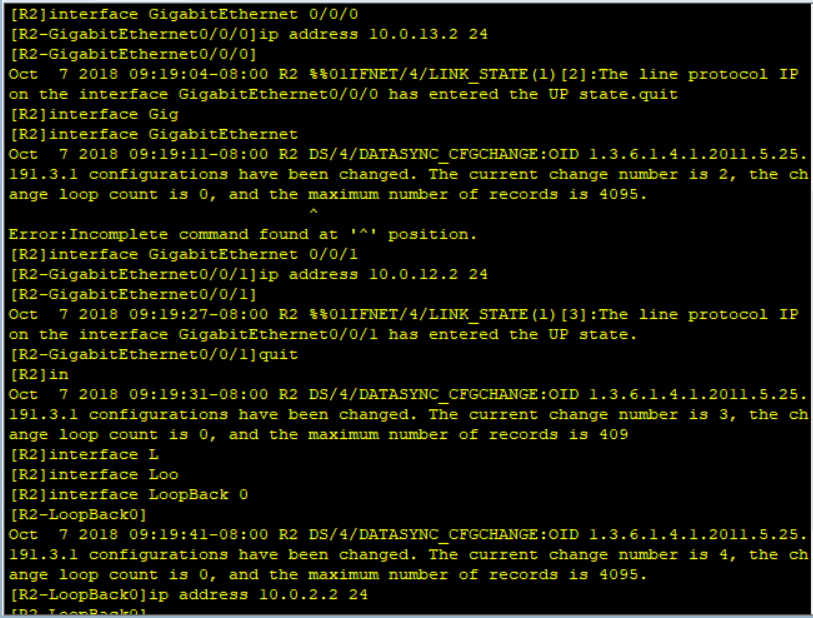 [R2]interface GigabitEthernet 0/0/0
[R2-GigabitEthernet0/0/0]ip address 10.0.13.2 24
[R2-GigabitEthernet0/0/0]
Oct  7 2018 09:19:04-08:00 R2 %%01IFNET/4/LINK_STATE(l)[2]:The line protocol IP
on the interface GigabitEthernet0/0/0 has entered the UP state.quit
[R2]interface Gig
[R2]interface GigabitEthernet
Oct  7 2018 09:19:11-08:00 R2 DS/4/DATASYNC_CFGCHANGE:OID 1.3.6.1.4.1.2011.5.25.
191.3.1 configurations have been changed. The current change number is 2, the ch
ange loop count is 0, and the maximum number of records is 4095.
^
Error:Incomplete command found at '^' position.
[R2]interface GigabitEthernet 0/0/1
[R2-GigabitEthernet0/0/1]ip address 10.0.12.2 24
[R2-GigabitEthernet0/0/1]
Oct  7 2018 09:19:27-08:00 R2 %%01IFNET/4/LINK_STATE(l)[3]:The line protocol IP
on the interface GigabitEthernet0/0/1 has entered the UP state.
[R2-GigabitEthernet0/0/1]quit
[R2]in
Oct  7 2018 09:19:31-08:00 R2 DS/4/DATASYNC_CFGCHANGE:OID 1.3.6.1.4.1.2011.5.25.
191.3.1 configurations have been changed. The current change number is 3, the ch
ange loop count is 0, and the maximum number of records is 409
[R2]interface L
[R2]interface Loo
[R2]interface LoopBack 0
[R2-LoopBack0]
Oct  7 2018 09:19:41-08:00 R2 DS/4/DATASYNC_CFGCHANGE:OID 1.3.6.1.4.1.2011.5.25.
191.3.1 configurations have been changed. The current change number is 4, the ch
ange loop count is 0, and the maximum number of records is 4095.
[R2-LoopBack0]ip address 10.0.2.2 24
[R2-LoopBack0]